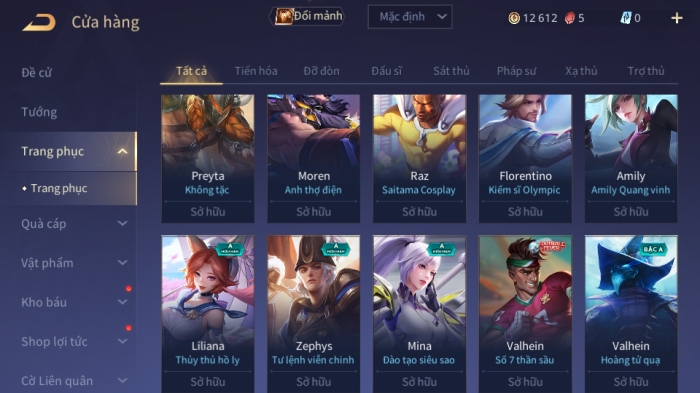 Cửa hàng
Đổi mảnh
Mặc định
12 612
5
0
Đề cử
Tướng
Trang phục
Trang phục
Quà cáp
Vật phẩm
Kho báu
Shop lợi tức
Cờ Liên quân
Tất cả Tiến hóa Đỡ đòn Đấu sĩ Sát thủ Pháp sư Xạ thủ Trợ thủ
Preyta
Không tặc
Sở hữu
Moren
Anh thợ điện
Sở hữu
Raz
Saitama Cosplay
Sở hữu
Florentino
Kiếm sĩ Olympic
Sở hữu
Amily
Amily Quang vinh
Sở hữu
A
Liliana
Thủy thủ hồ ly
Sở hữu
A
Zephys
Tư lệnh viễn chinh
Sở hữu
A
Mina
Đào tạo siêu sao
Sở hữu
Valhein
Số 7 thần sầu
Sở hữu
BẬC A
Valhein
Hoàng tử quạ
Sở hữu